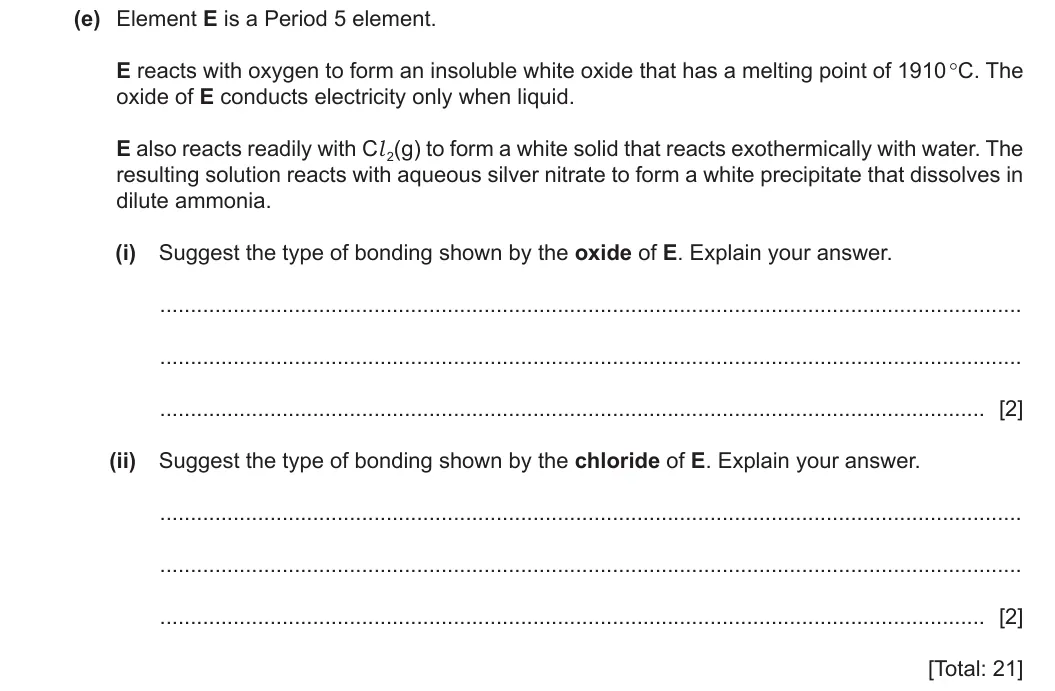 (e) Element E is a Period 5 element.
E reacts with oxygen to form an insoluble white oxide that has a melting point of 1910 °C. The
oxide of E conducts electricity only when liquid.
E also reacts readily with Cl₂(g) to form a white solid that reacts exothermically with water. The
resulting solution reacts with aqueous silver nitrate to form a white precipitate that dissolves in
dilute ammonia.
(i) Suggest the type of bonding shown by the oxide of E. Explain your answer.
..........................................................................................................................................
..........................................................................................................................................
.................................................................................................................................... [2]
(ii) Suggest the type of bonding shown by the chloride of E. Explain your answer.
..........................................................................................................................................
..........................................................................................................................................
.................................................................................................................................... [2]
[Total: 21]